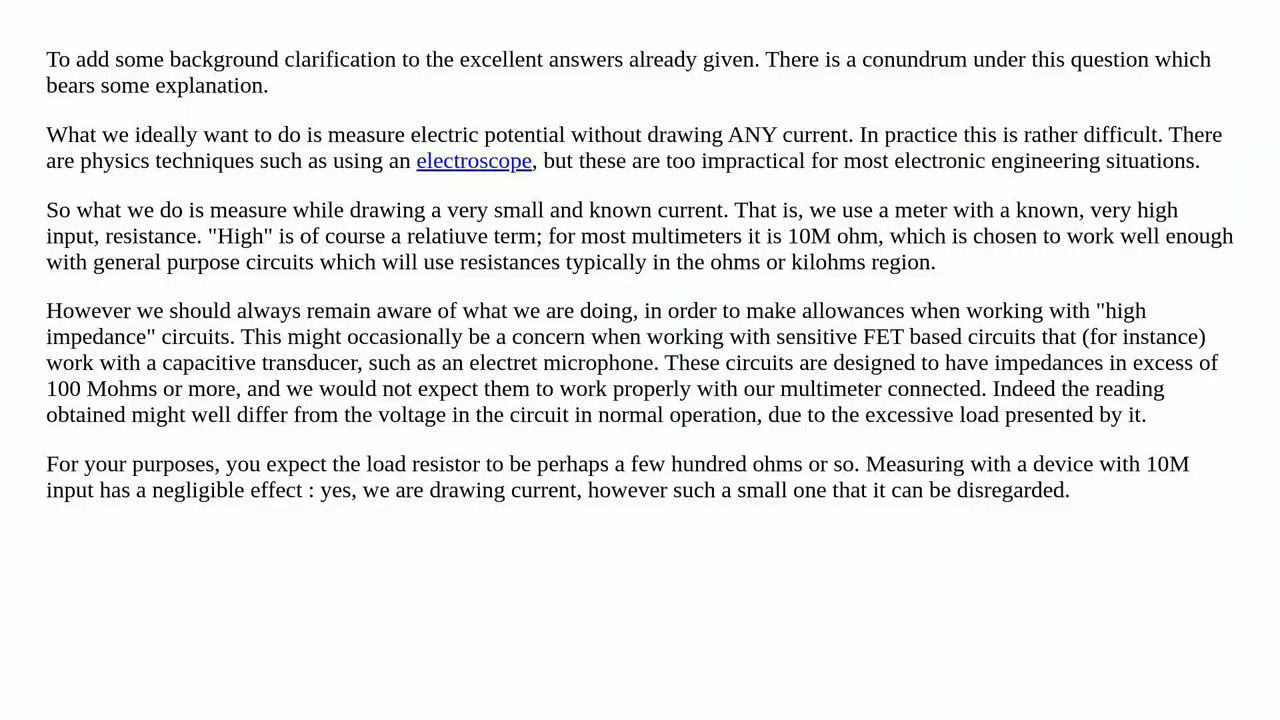 To add some background clarification to the excellent answers already given. There is a conundrum under this question which
bears some explanation.
What we ideally want to do is measure electric potential without drawing ANY current. In practice this is rather difficult. There
are physics techniques such as using an electroscope, but these are too impractical for most electronic engineering situations.
So what we do is measure while drawing a very small and known current. That is, we use a meter with a known, very high
input, resistance. "High" is of course a relatiuve term; for most multimeters it is 10M ohm, which is chosen to work well enough
with general purpose circuits which will use resistances typically in the ohms or kilohms region.
However we should always remain aware of what we are doing, in order to make allowances when working with "high
impedance" circuits. This might occasionally be a concern when working with sensitive FET based circuits that (for instance)
work with a capacitive transducer, such as an electret microphone. These circuits are designed to have impedances in excess of
100 Mohms or more, and we would not expect them to work properly with our multimeter connected. Indeed the reading
obtained might well differ from the voltage in the circuit in normal operation, due to the excessive load presented by it.
For your purposes, you expect the load resistor to be perhaps a few hundred ohms or so. Measuring with a device with 10M
input has a negligible effect : yes, we are drawing current, however such a small one that it can be disregarded.